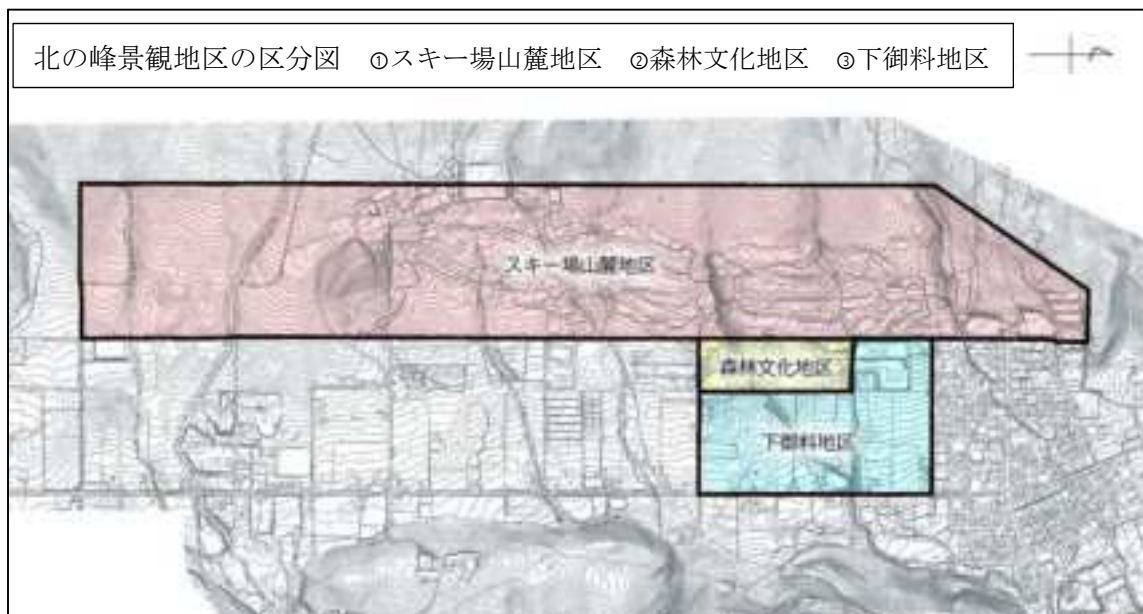 北の峰景観地区の区分図　①スキー場山麓地区　②森林文化地区　③下御料地区
スキー場山麓地区
森林文化地区
下御料地区